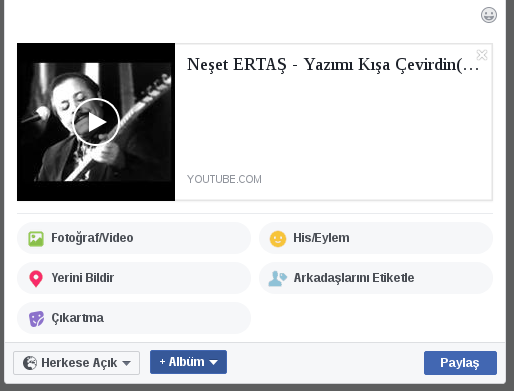 Neşet ERTAŞ - Yazımı Kışa Çevirdin(...
YOUTUBE.COM
Fotoğraf/Video
His/Eylem
Yerini Bildir
Arkadaşlarını Etiketle
Çıkartma
Herkese Açık
+ Albüm
Paylaş